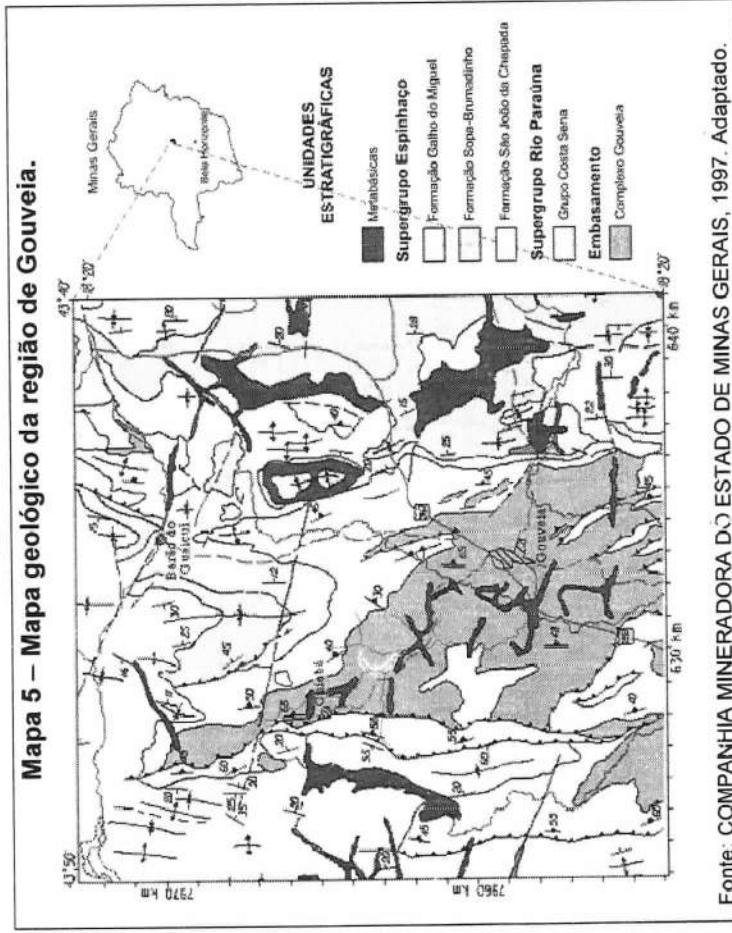 Mapa 5 – Mapa geológico da região de Gouveia.
43°50'
43°40'
18°20'
7970 km
7960 km
630 km
640 km
18°20'
Barão do
Guaicuí
Cuiabá
Gouveia
Minas Gerais
Belo Horizonte
UNIDADES
ESTRATIGRÁFICAS
Metabásicas
Supergrupo Espinhaço
Formação Galho do Miguel
Formação Sopa-Brumadinho
Formação São João da Chapada
Supergrupo Rio Paraúna
Grupo Costa Sena
Embasamento
Complexo Gouveia
Fonte: COMPANHIA MINERADORA DO ESTADO DE MINAS GERAIS, 1997. Adaptado.